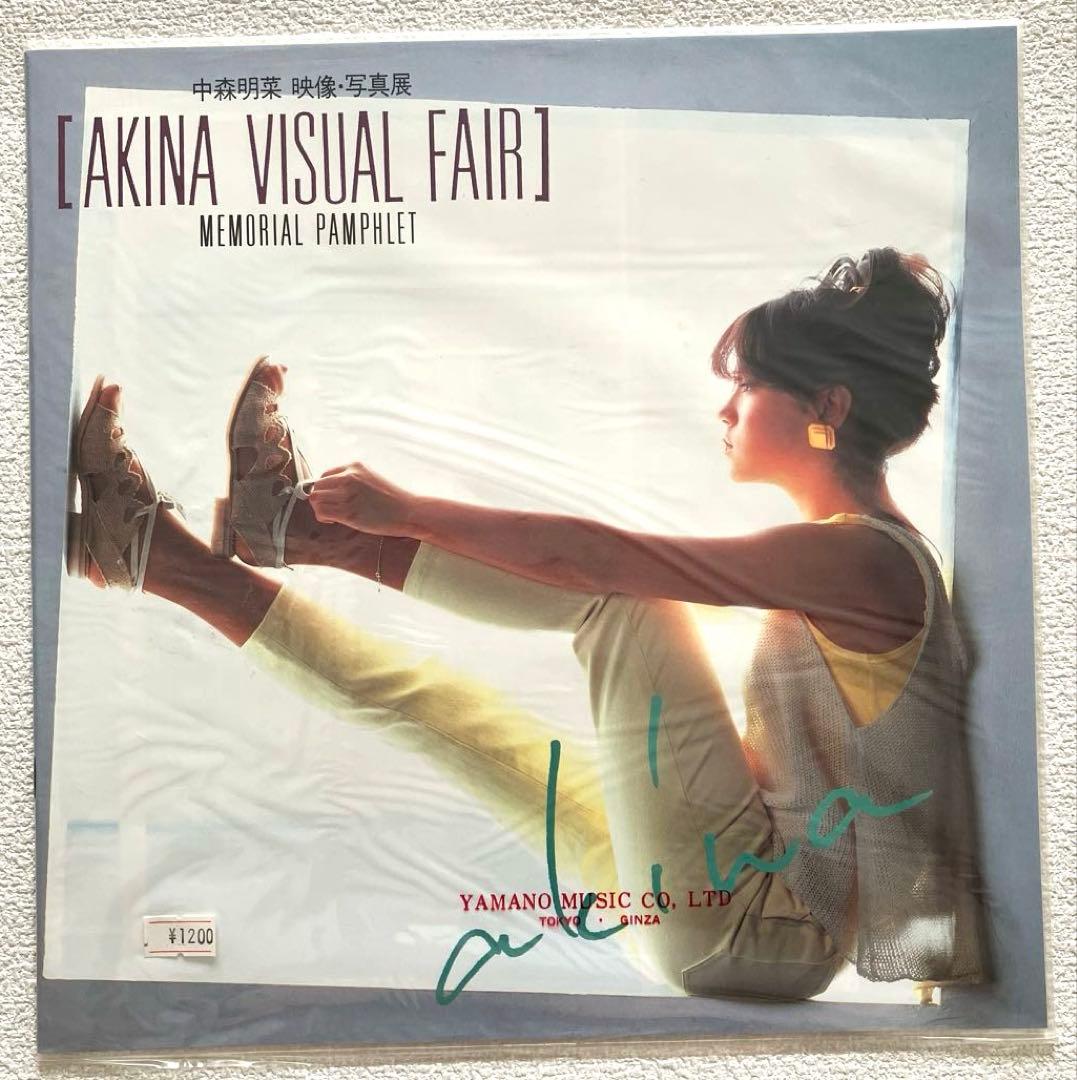 中森明菜 映像・写真展
[AKINA VISUAL FAIR]
MEMORIAL PAMPHLET
akina
YAMANO MUSIC CO, LTD
TOKYO · GINZA
¥1200